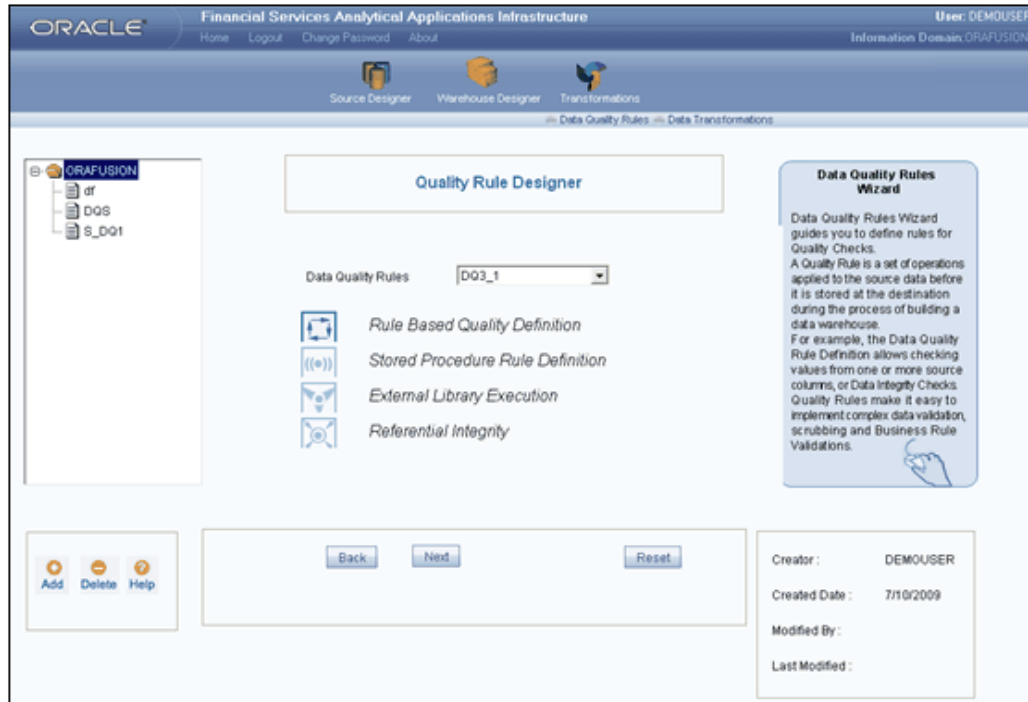 ORACLE
Financial Services Analytical Applications Infrastructure
User: DEMOUSER
Home Logout Change Password About
Information Domain:ORAFUSION
Source Designer Warehouse Designer Transformations
Data Quality Rules Data Transformations
ORAFUSION
df
DQS
S_DQ1
Quality Rule Designer
Data Quality Rules DQ3_1
Rule Based Quality Definition
Stored Procedure Rule Definition
External Library Execution
Referential Integrity
Data Quality Rules
Wizard
Data Quality Rules Wizard
guides you to define rules for
Quality Checks.
A Quality Rule is a set of operations
applied to the source data before
it is stored at the destination
during the process of building a
data warehouse.
For example, the Data Quality
Rule Definition allows checking
values from one or more source
columns, or Data Integrity Checks.
Quality Rules make it easy to
implement complex data validation,
scrubbing and Business Rule
Validations.
Add Delete Help
Back Next Reset
Creator : DEMOUSER
Created Date : 7/10/2009
Modified By :
Last Modified :